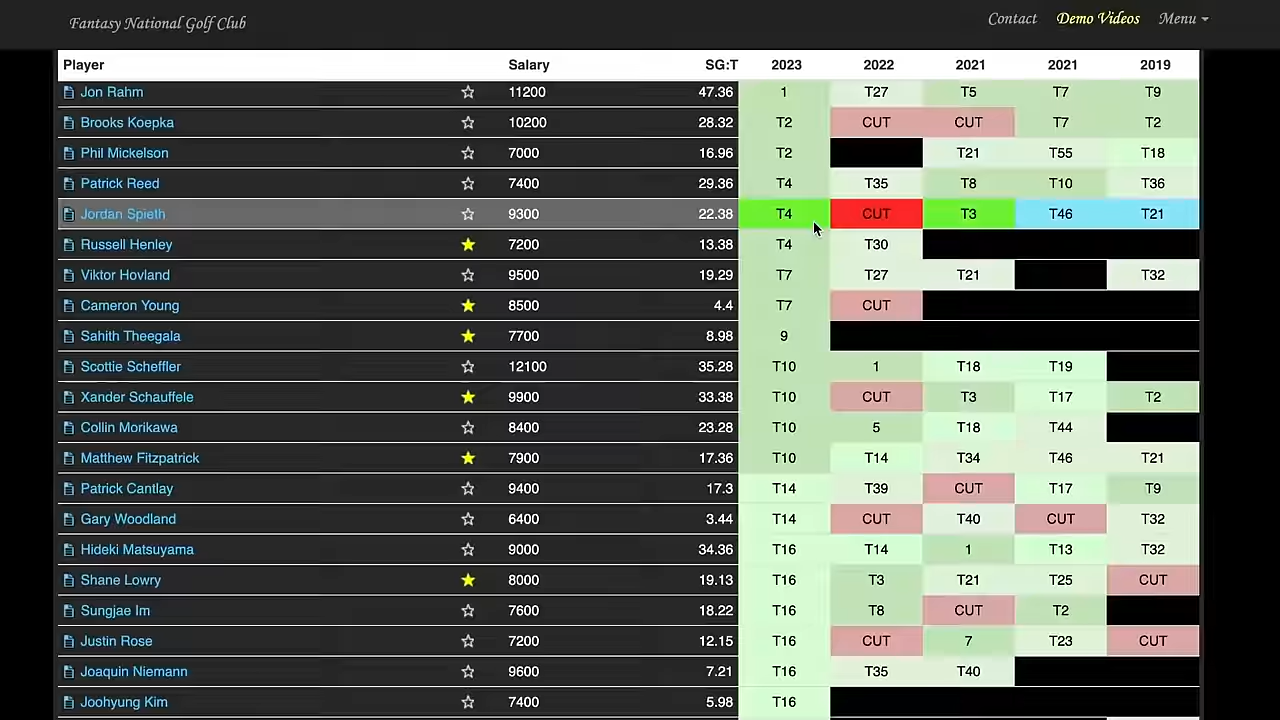 Fantasy National Golf Club Contact Demo Videos Menu
Player Salary SG:T 2023 2022 2021 2021 2019
Jon Rahm 11200 47.36 1 T27 T5 T7 T9
Brooks Koepka 10200 28.32 T2 CUT CUT T7 T2
Phil Mickelson 7000 16.96 T2 T21 T55 T18
Patrick Reed 7400 29.36 T4 T35 T8 T10 T36
Jordan Spieth 9300 22.38 T4 CUT T3 T46 T21
Russell Henley 7200 13.38 T4 T30
Viktor Hovland 9500 19.29 T7 T27 T21 T32
Cameron Young 8500 4.4 T7 CUT
Sahith Theegala 7700 8.98 9
Scottie Scheffler 12100 35.28 T10 1 T18 T19
Xander Schauffele 9900 33.38 T10 CUT T3 T17 T2
Collin Morikawa 8400 23.28 T10 5 T18 T44
Matthew Fitzpatrick 7900 17.36 T10 T14 T34 T46 T21
Patrick Cantlay 9400 17.3 T14 T39 CUT T17 T9
Gary Woodland 6400 3.44 T14 CUT T40 CUT T32
Hideki Matsuyama 9000 34.36 T16 T14 1 T13 T32
Shane Lowry 8000 19.13 T16 T3 T21 T25 CUT
Sungjae Im 7600 18.22 T16 T8 CUT T2
Justin Rose 7200 12.15 T16 CUT 7 T23 CUT
Joaquin Niemann 9600 7.21 T16 T35 T40
Joohyung Kim 7400 5.98 T16